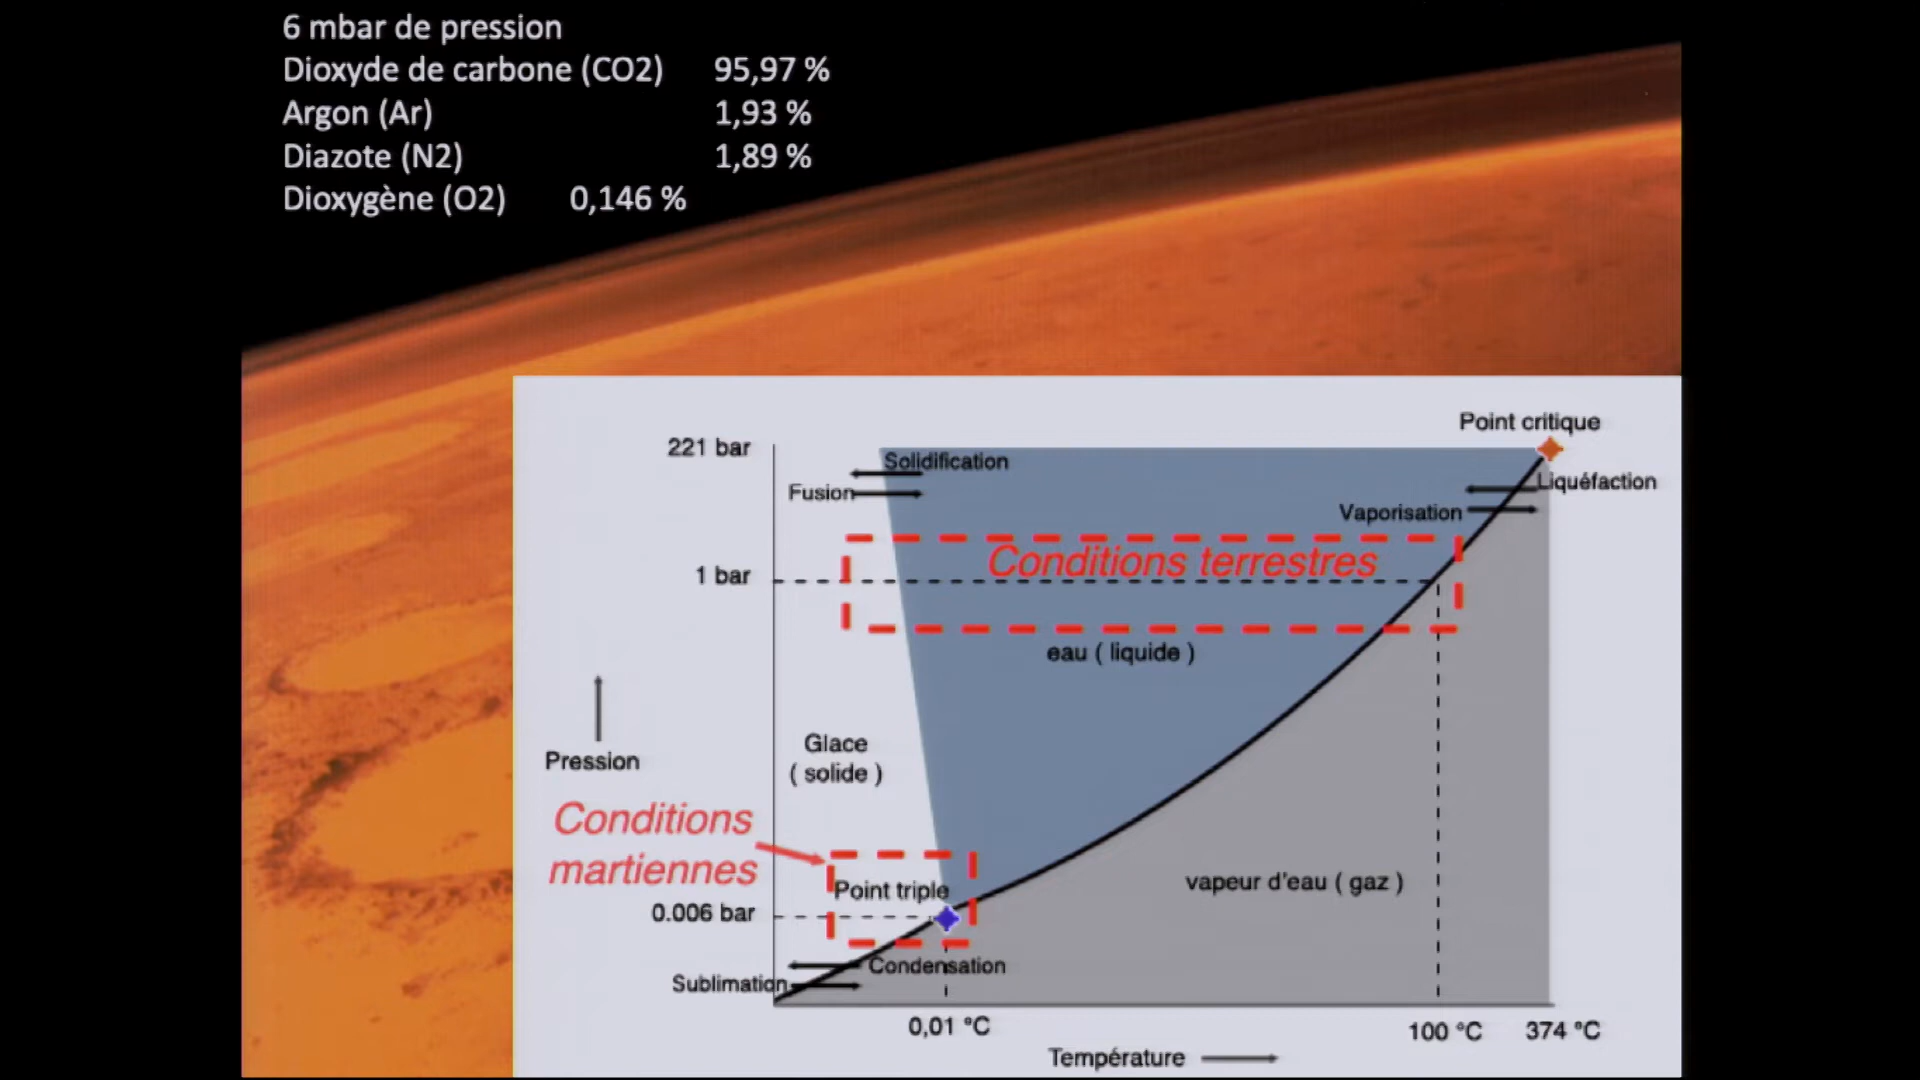 6 mbar de pression
Dioxyde de carbone (CO2) 95,97 %
Argon (Ar) 1,93 %
Diazote (N2) 1,89 %
Dioxygène (O2) 0,146 %
Point critique
221 bar
Solidification
Liquéfaction
Fusion
Vaporisation
Conditions terrestres
1 bar
eau ( liquide )
Glace
( solide )
Pression
Conditions
martiennes
Point triple
vapeur d'eau ( gaz )
0.006 bar
Condensation
Sublimation
0,01 °C
100 °C
374 °C
Température